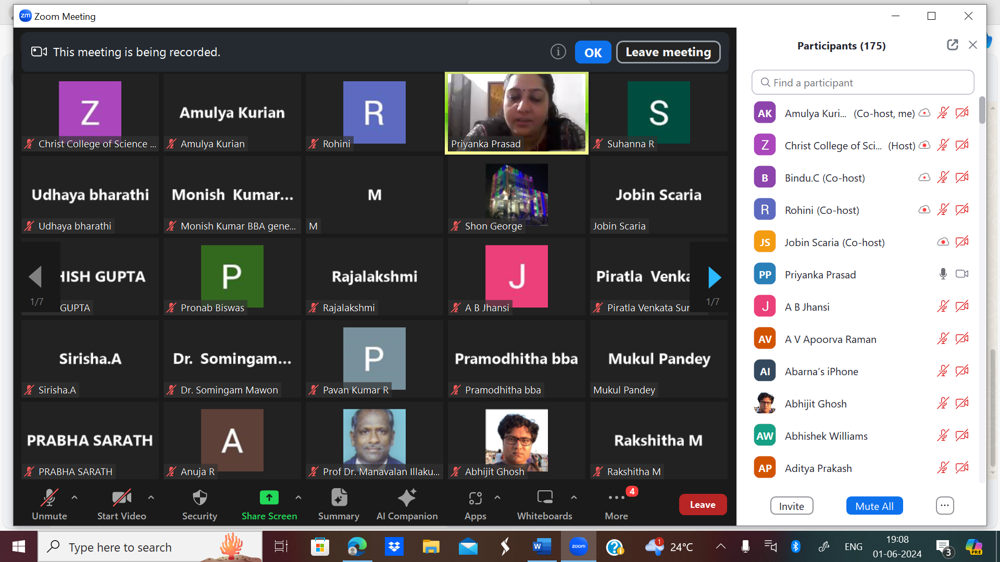 zm Zoom Meeting
This meeting is being recorded.
OK
Leave meeting
Z
Amulya Kurian
R
S
Christ College of Science ...
Amulya Kurian
Rohini
Priyanka Prasad
Suhanna R
Udhaya bharathi
Monish Kumar...
M
Jobin Scaria
Udhaya bharathi
Monish Kumar BBA gene...
M
Shon George
Jobin Scaria
HISH GUPTA
P
Rajalakshmi
J
Piratla Venka
1/7
GUPTA
Pronab Biswas
Rajalakshmi
A B Jhansi
Piratla Venkata Sur
1/7
Sirisha.A
Dr. Somingam...
P
Pramodhitha bba
Mukul Pandey
Sirisha.A
Dr. Somingam Mawon
Pavan Kumar R
Pramodhitha bba
Mukul Pandey
PRABHA SARATH
A
Rakshitha M
PRABHA SARATH
Anuja R
Prof Dr. Manavalan Illaku...
Abhijit Ghosh
Rakshitha M
Unmute
Start Video
Security
Share Screen
Summary
AI Companion
Apps
Whiteboards
4
More
Leave
Participants (175)
Find a participant
AK Amulya Kuri... (Co-host, me)
Z Christ College of Sci... (Host)
B Bindu.C (Co-host)
R Rohini (Co-host)
JS Jobin Scaria (Co-host)
PP Priyanka Prasad
J A B Jhansi
AV A V Apoorva Raman
AI Abarna’s iPhone
Abhijit Ghosh
AW Abhishek Williams
AP Aditya Prakash
Invite
Mute All
...
Type here to search
W
zoom
?
1
24°C
ENG
19:08
01-06-2024
3
PRE